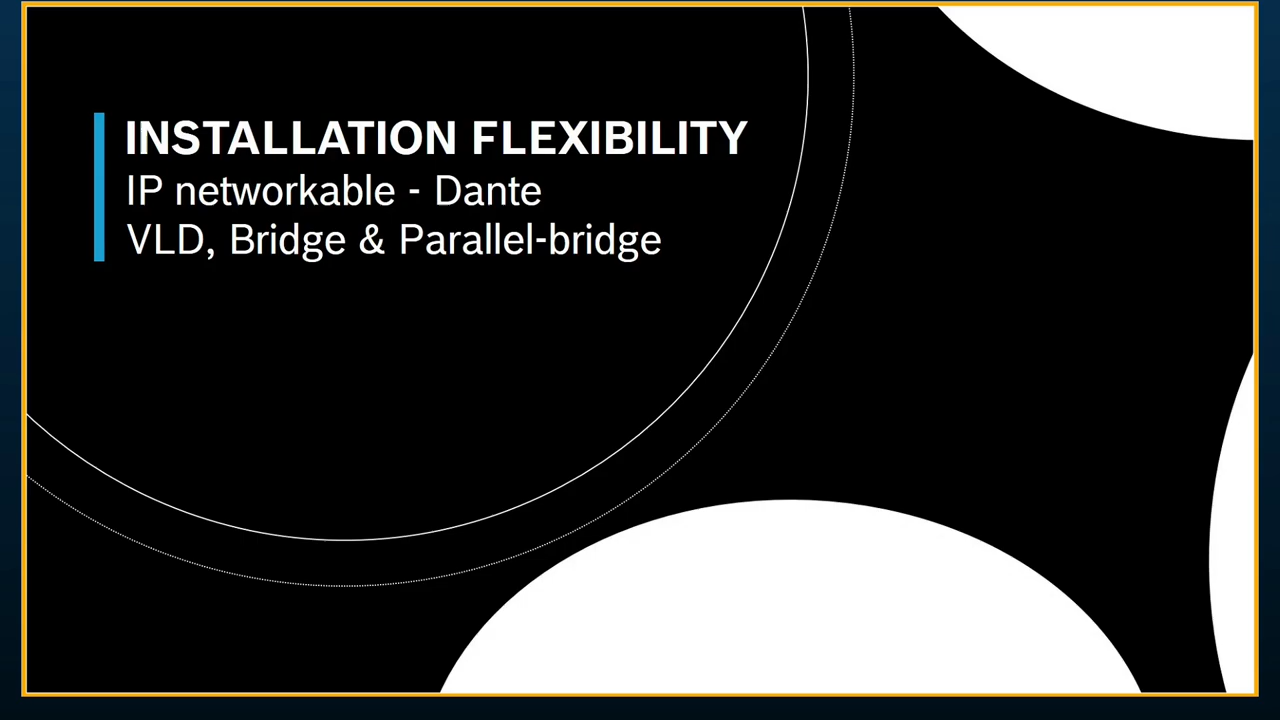 INSTALLATION FLEXIBILITY
IP networkable - Dante
VLD, Bridge & Parallel-bridge